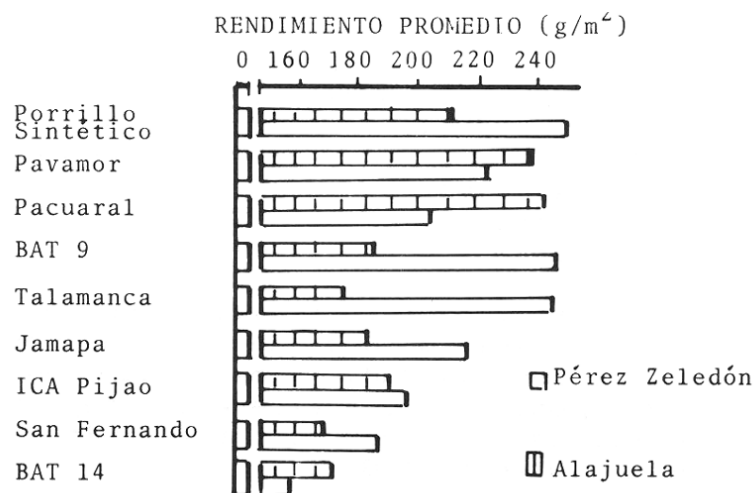 RENDIMIENTO PROMEDIO (g/m²)
0 160 180 200 220 240
Porrillo
Sintético
Pavamor
Pacuaral
BAT 9
Talamanca
Jamapa
ICA Pijao
San Fernando
BAT 14
Pérez Zeledón
Alajuela